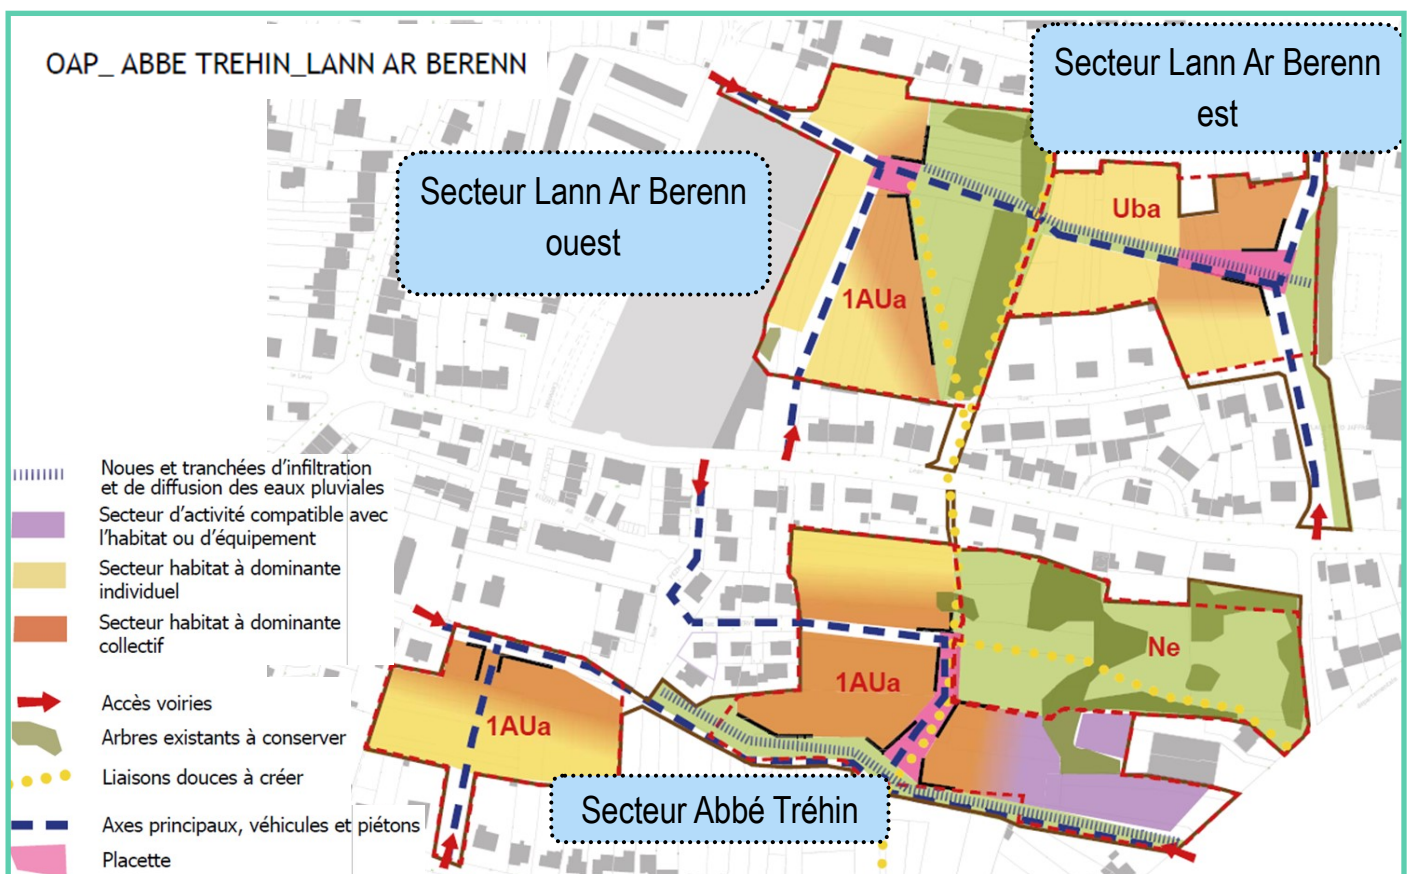 OAP_ ABBE TREHIN_LANN AR BERENN
Secteur Lann Ar Berenn
est
Secteur Lann Ar Berenn
ouest
Uba
1AUa
Noues et tranchées d'infiltration
et de diffusion des eaux pluviales
Secteur d'activité compatible avec
l'habitat ou d'équipement
Secteur habitat à dominante
individuel
Secteur habitat à dominante
collectif
Accès voiries
Arbres existants à conserver
Liaisons douces à créer
Axes principaux, véhicules et piétons
Placette
Ne
1AUa
1AUa
Secteur Abbé Tréhin